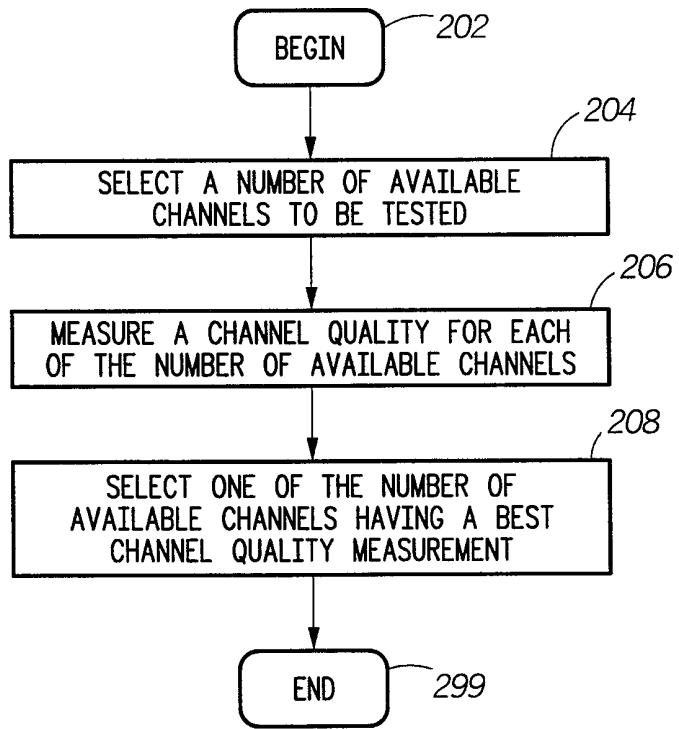 BEGIN
202
204
SELECT A NUMBER OF AVAILABLE
CHANNELS TO BE TESTED
206
MEASURE A CHANNEL QUALITY FOR EACH
OF THE NUMBER OF AVAILABLE CHANNELS
208
SELECT ONE OF THE NUMBER OF
AVAILABLE CHANNELS HAVING A BEST
CHANNEL QUALITY MEASUREMENT
END
299